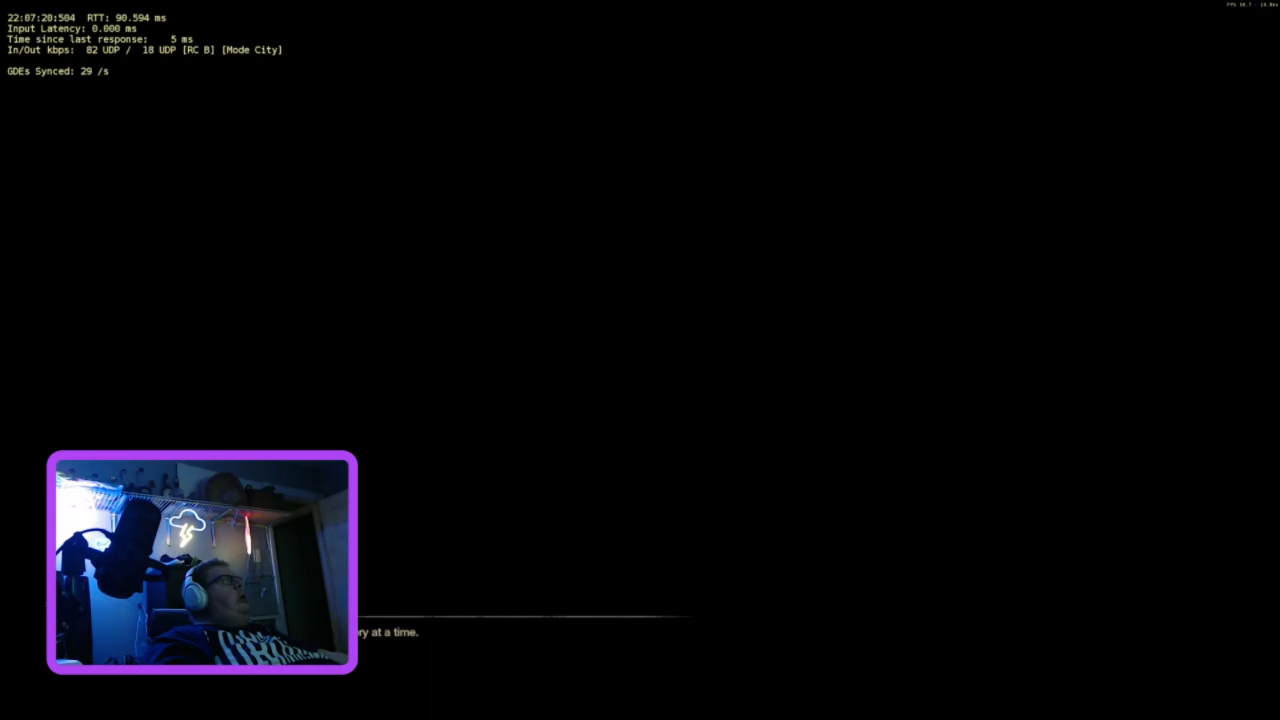 22:07:20:504 RTT: 90.594 ms
Input Latency: 0.000 ms
Time since last response: 5 ms
In/Out kbps: 82 UDP / 18 UDP [RC B] [Mode City]
GDEs Synced: 29 /s
ry at a time.